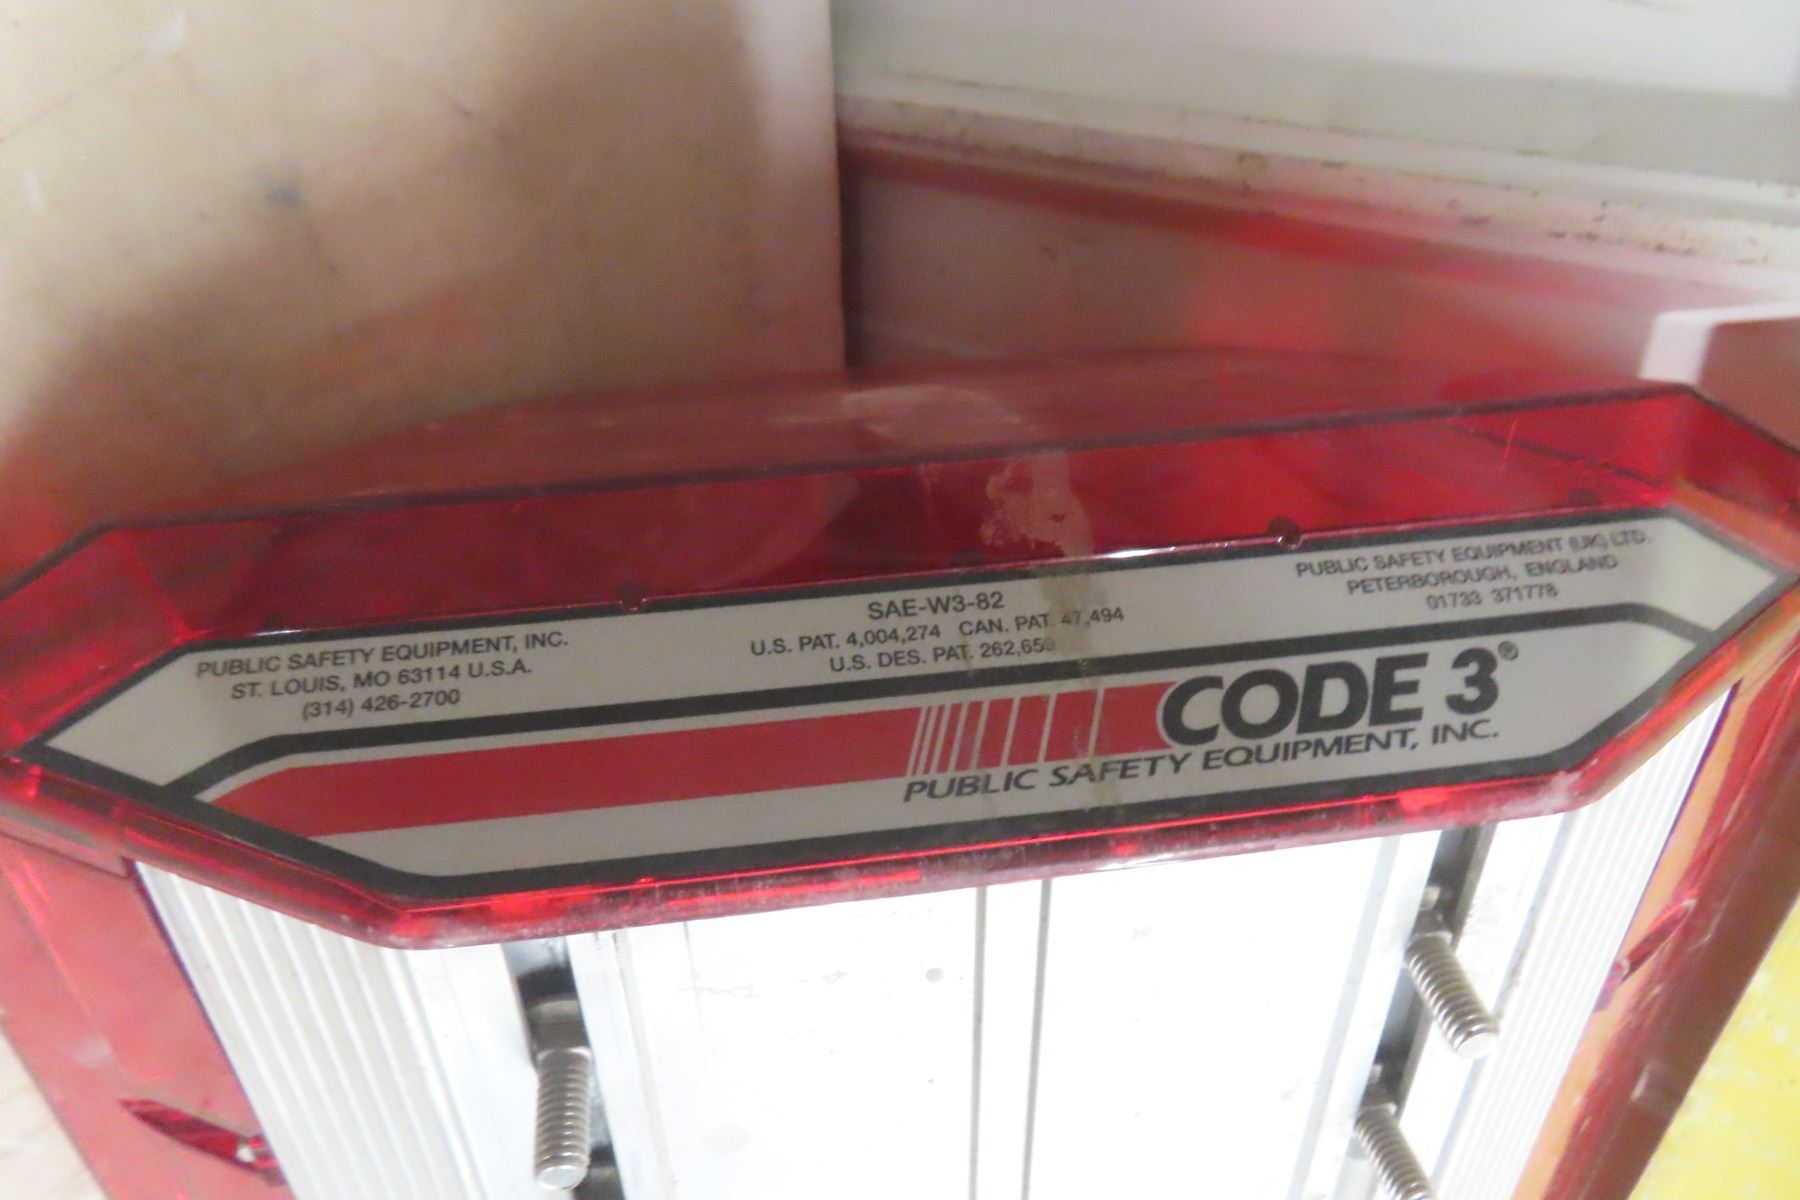 PUBLIC SAFETY EQUIPMENT, INC.
ST. LOUIS, MO 63114 U.S.A.
(314) 426-2700
SAE-W3-82
U.S. PAT. 4,004,274 CAN. PAT. 47,494
U.S. DES. PAT.
PUBLIC SAFETY EQUIPMENT (UK) LTD.
PETERBOROUGH, ENGLAND
01733 371778
CODE 3®
PUBLIC SAFETY EQUIPMENT, INC.